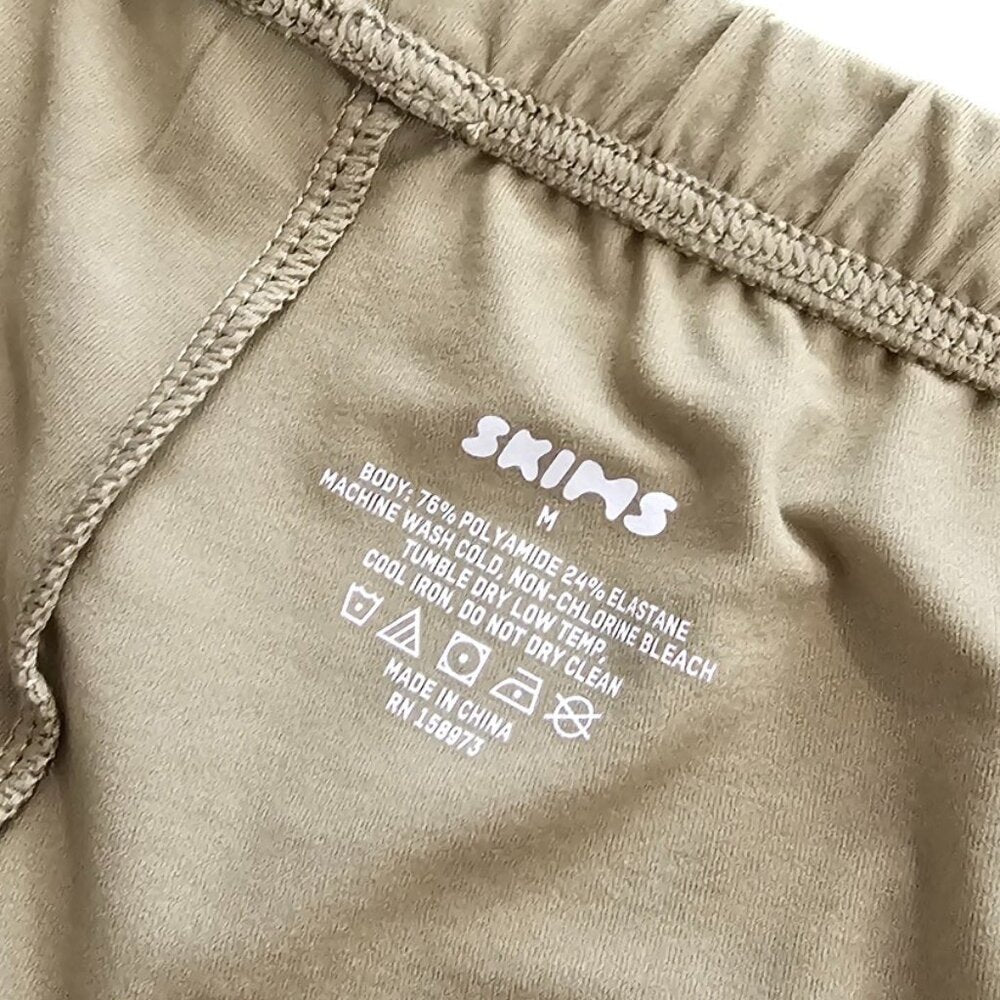 SKIMS
M
BODY: 76% POLYAMIDE 24% ELASTANE
MACHINE WASH COLD, NON-CHLORINE BLEACH
TUMBLE DRY LOW TEMP,
COOL IRON, DO NOT DRY CLEAN
MADE IN CHINA
RN 158973